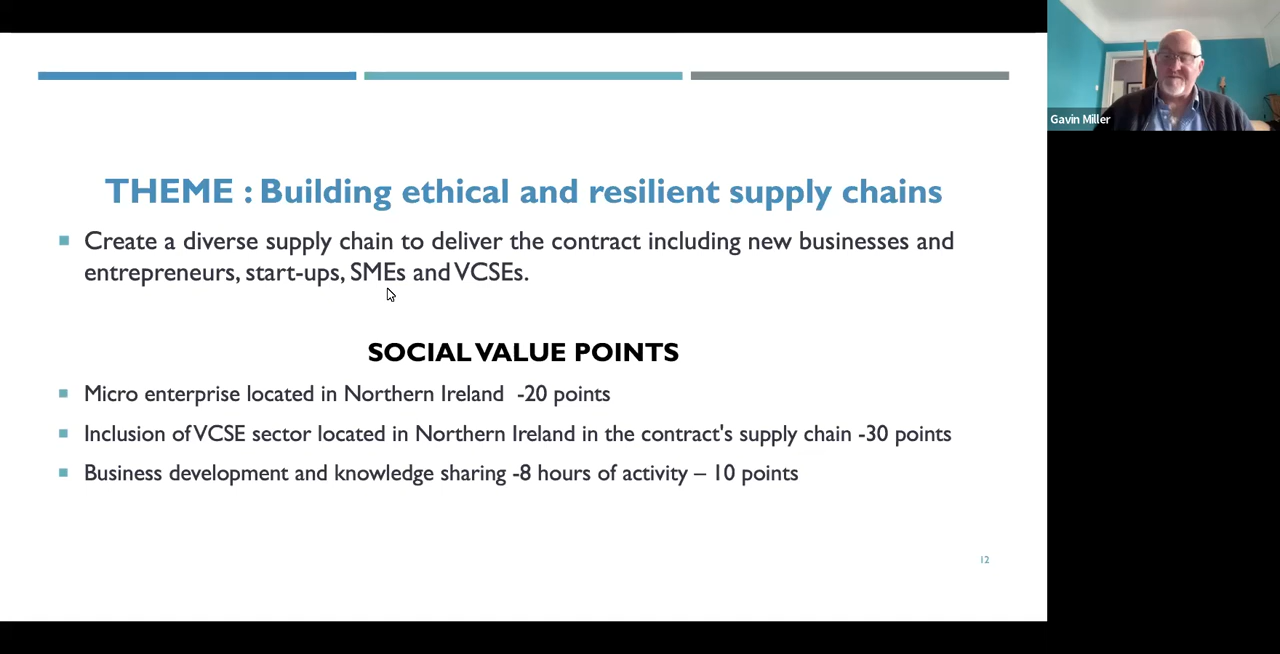 THEME : Building ethical and resilient supply chains
Create a diverse supply chain to deliver the contract including new businesses and
entrepreneurs, start-ups, SMEs and VCSEs.
SOCIAL VALUE POINTS
Micro enterprise located in Northern Ireland  -20 points
Inclusion of VCSE sector located in Northern Ireland in the contract's supply chain -30 points
Business development and knowledge sharing -8 hours of activity – 10 points
12
Gavin Miller